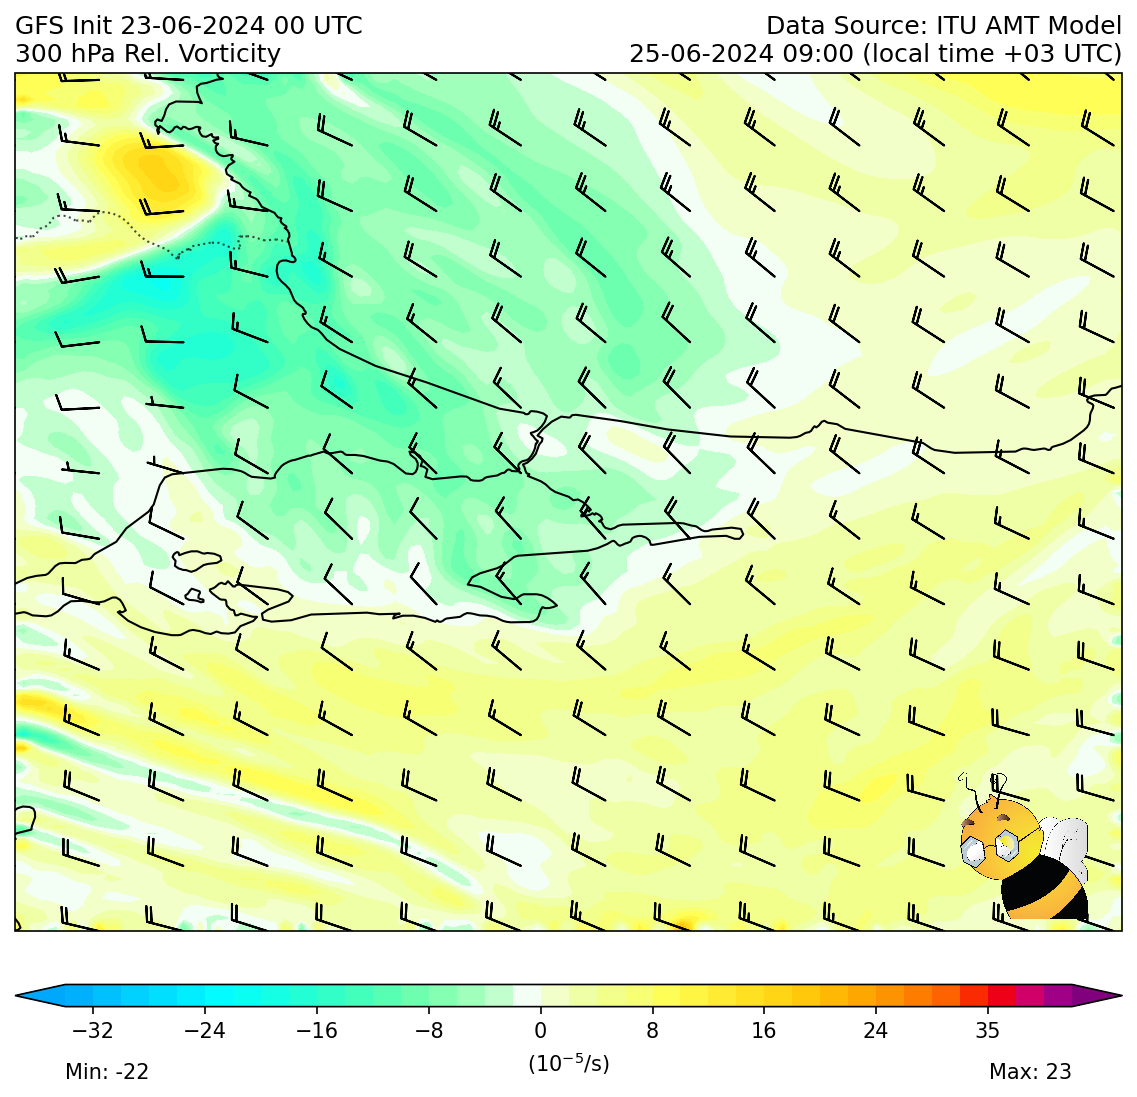 GFS Init 23-06-2024 00 UTC
Data Source: ITU AMT Model
300 hPa Rel. Vorticity
25-06-2024 09:00 (local time +03 UTC)
−32 −24 −16 −8 0 8 16 24 35
(10⁻⁵/s)
Min: -22
Max: 23